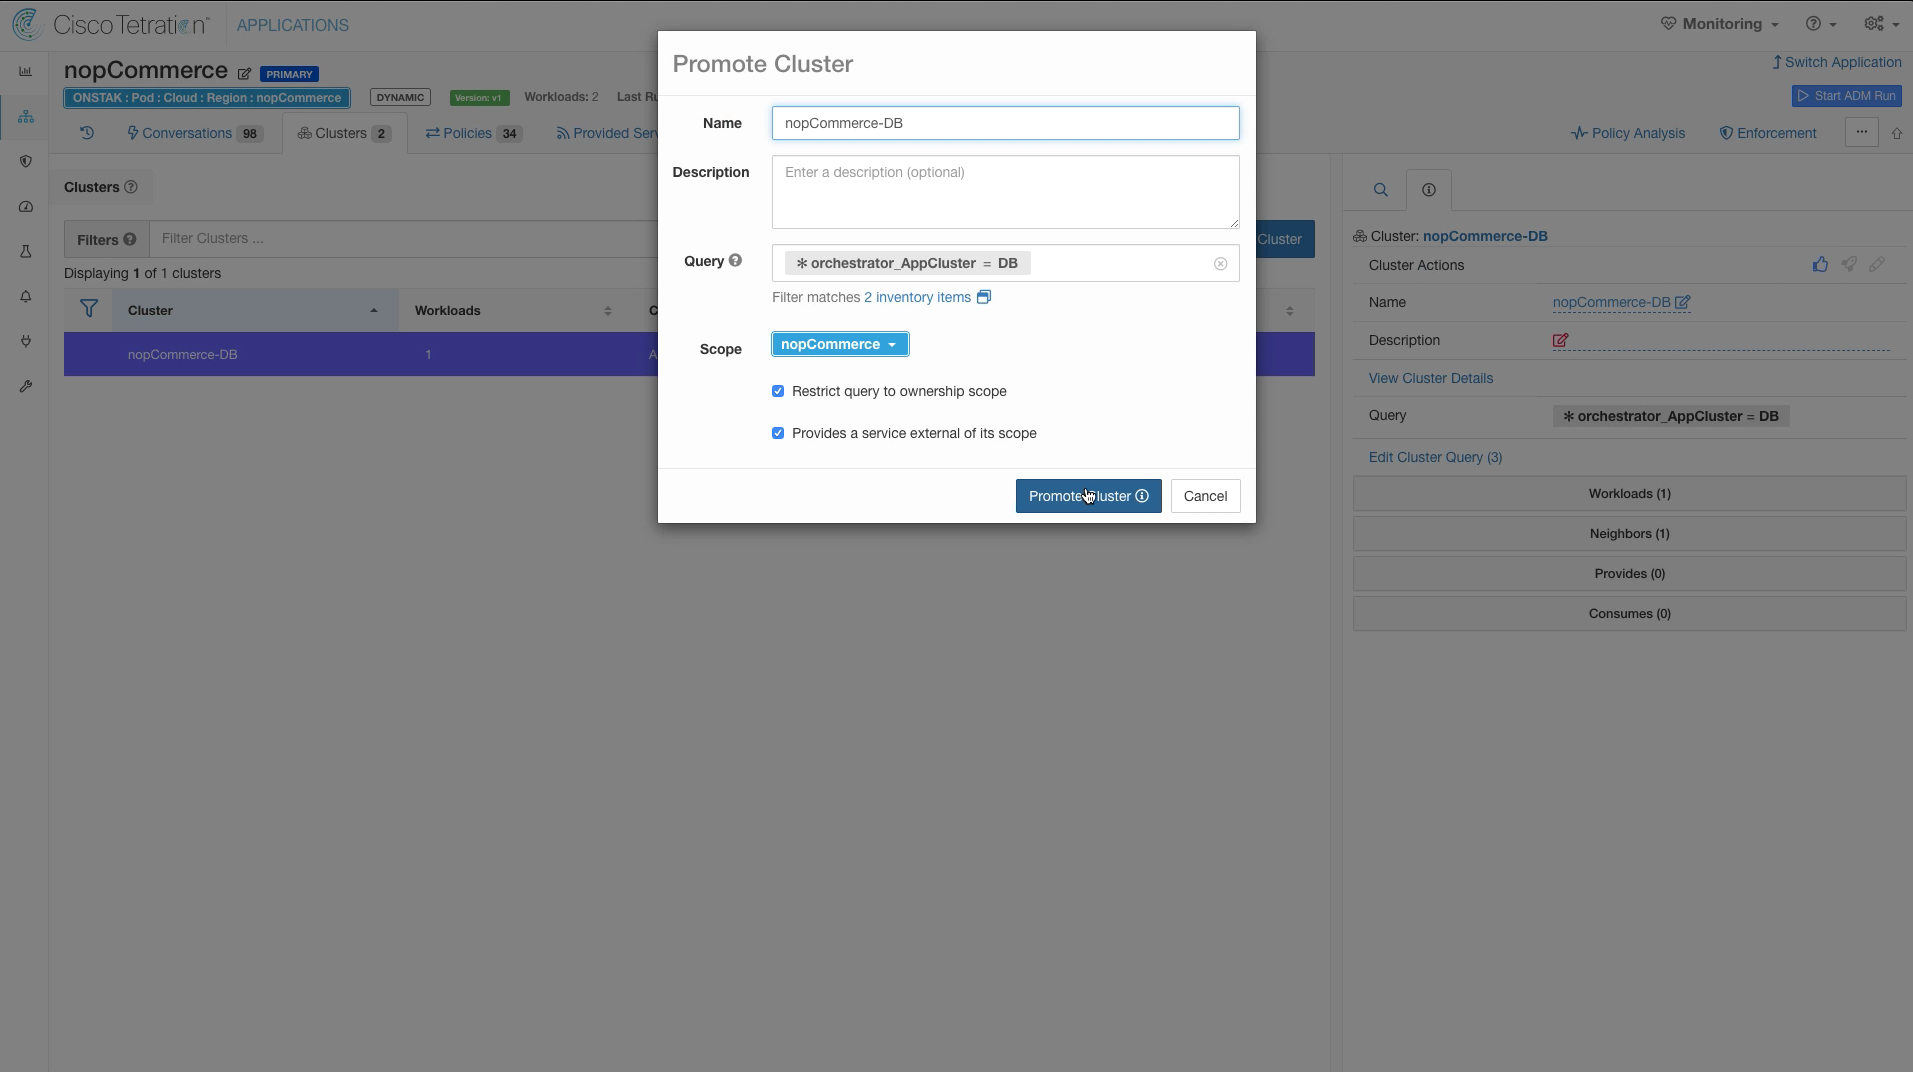 Cisco Tetration™ APPLICATIONS
Monitoring
nopCommerce PRIMARY
Switch Application
ONSTAK : Pod : Cloud : Region : nopCommerce DYNAMIC Version: v1 Workloads: 2 Last Ru
Start ADM Run
Conversations 98 Clusters 2 Policies 34 Provided Serv
Policy Analysis Enforcement ...
Clusters
Filters Filter Clusters ...
Cluster
Displaying 1 of 1 clusters
Cluster Workloads C
nopCommerce-DB 1 A
Promote Cluster
Name nopCommerce-DB
Description Enter a description (optional)
Query * orchestrator_AppCluster = DB
Filter matches 2 inventory items
Scope nopCommerce
Restrict query to ownership scope
Provides a service external of its scope
Promote Cluster Cancel
Cluster: nopCommerce-DB
Cluster Actions
Name nopCommerce-DB
Description
View Cluster Details
Query * orchestrator_AppCluster = DB
Edit Cluster Query (3)
Workloads (1)
Neighbors (1)
Provides (0)
Consumes (0)